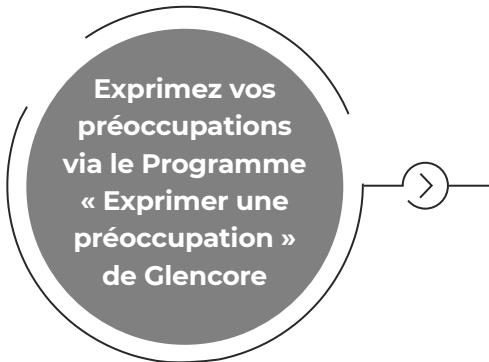 Exprimez vos
préoccupations
via le Programme
« Exprimer une
préoccupation »
de Glencore